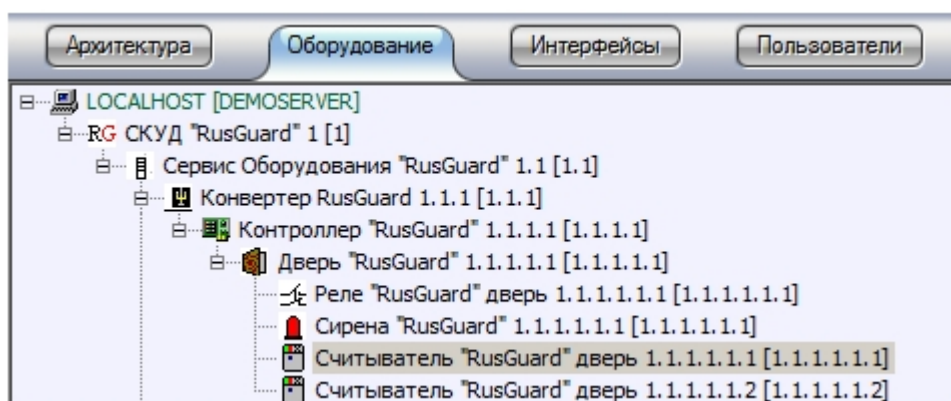 Архитектура Оборудование Интерфейсы Пользователи
LOCALHOST [DEMOSERVER]
RG СКУД "RusGuard" 1 [1]
Сервис Оборудования "RusGuard" 1.1 [1.1]
Конвертер RusGuard 1.1.1 [1.1.1]
Контроллер "RusGuard" 1.1.1.1 [1.1.1.1]
Дверь "RusGuard" 1.1.1.1.1 [1.1.1.1.1]
Реле "RusGuard" дверь 1.1.1.1.1.1 [1.1.1.1.1.1]
Сирена "RusGuard" 1.1.1.1.1.1 [1.1.1.1.1.1]
Считыватель "RusGuard" дверь 1.1.1.1.1.1 [1.1.1.1.1.1]
Считыватель "RusGuard" дверь 1.1.1.1.1.2 [1.1.1.1.1.2]